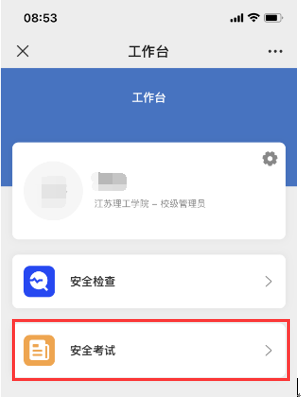 08:53
工作台
工作台
江苏理工学院 – 校级管理员
安全检查
安全考试